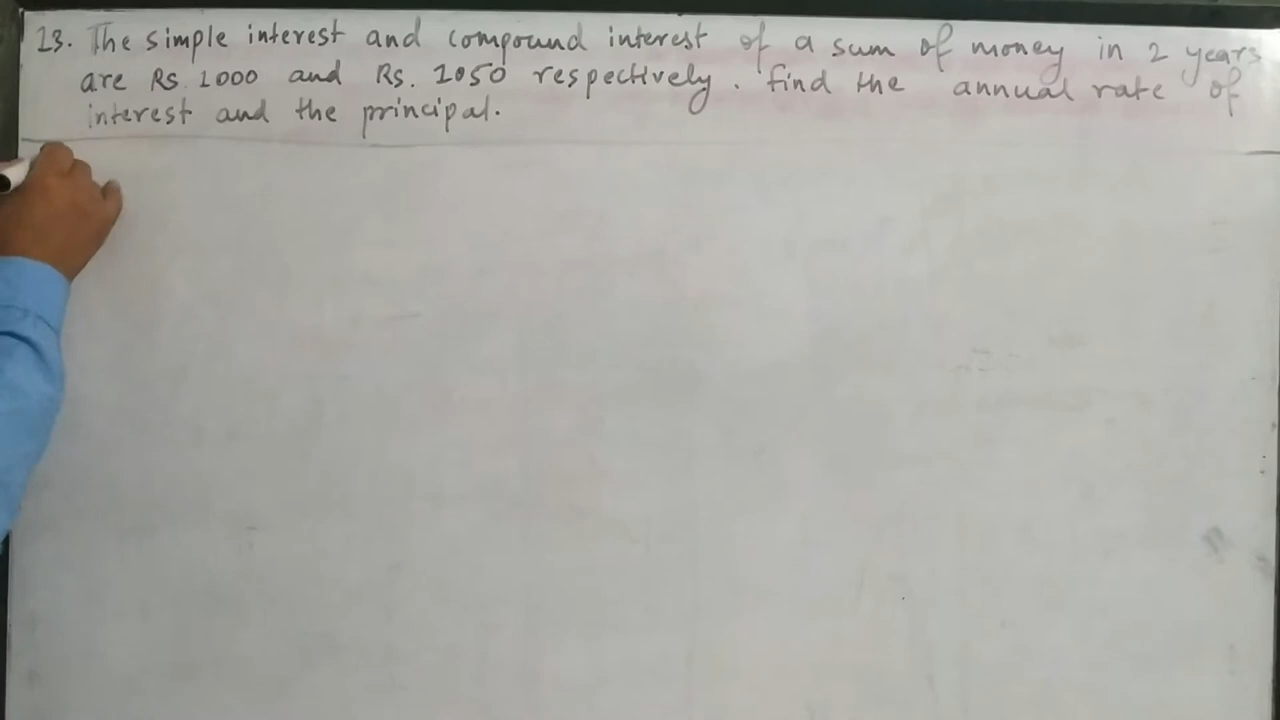 13. The simple interest and compound interest of a sum of money in 2 years
are Rs. 1000 and Rs. 1050 respectively. find the annual rate of
interest and the principal.